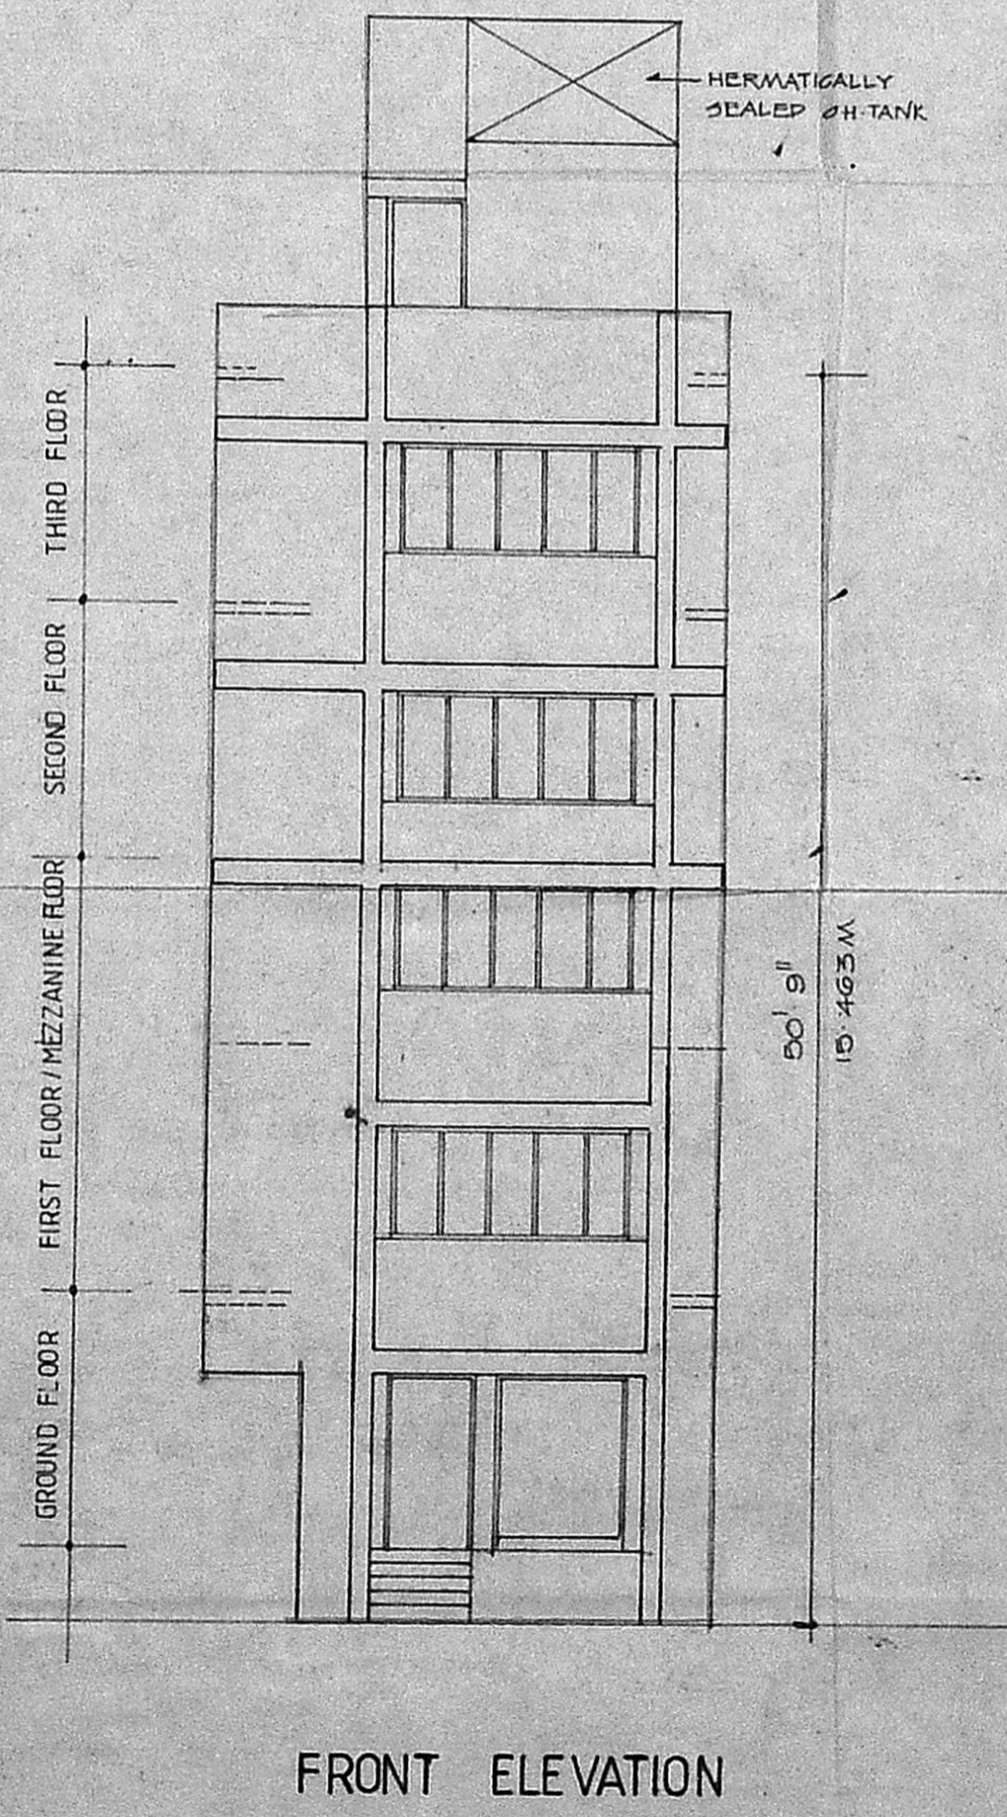 HERMATICALLY
SEALED OH-TANK
THIRD FLOOR
SECOND FLOOR
FIRST FLOOR / MEZZANINE FLOOR
GROUND FLOOR
50' 9"
15.463 M
FRONT ELEVATION